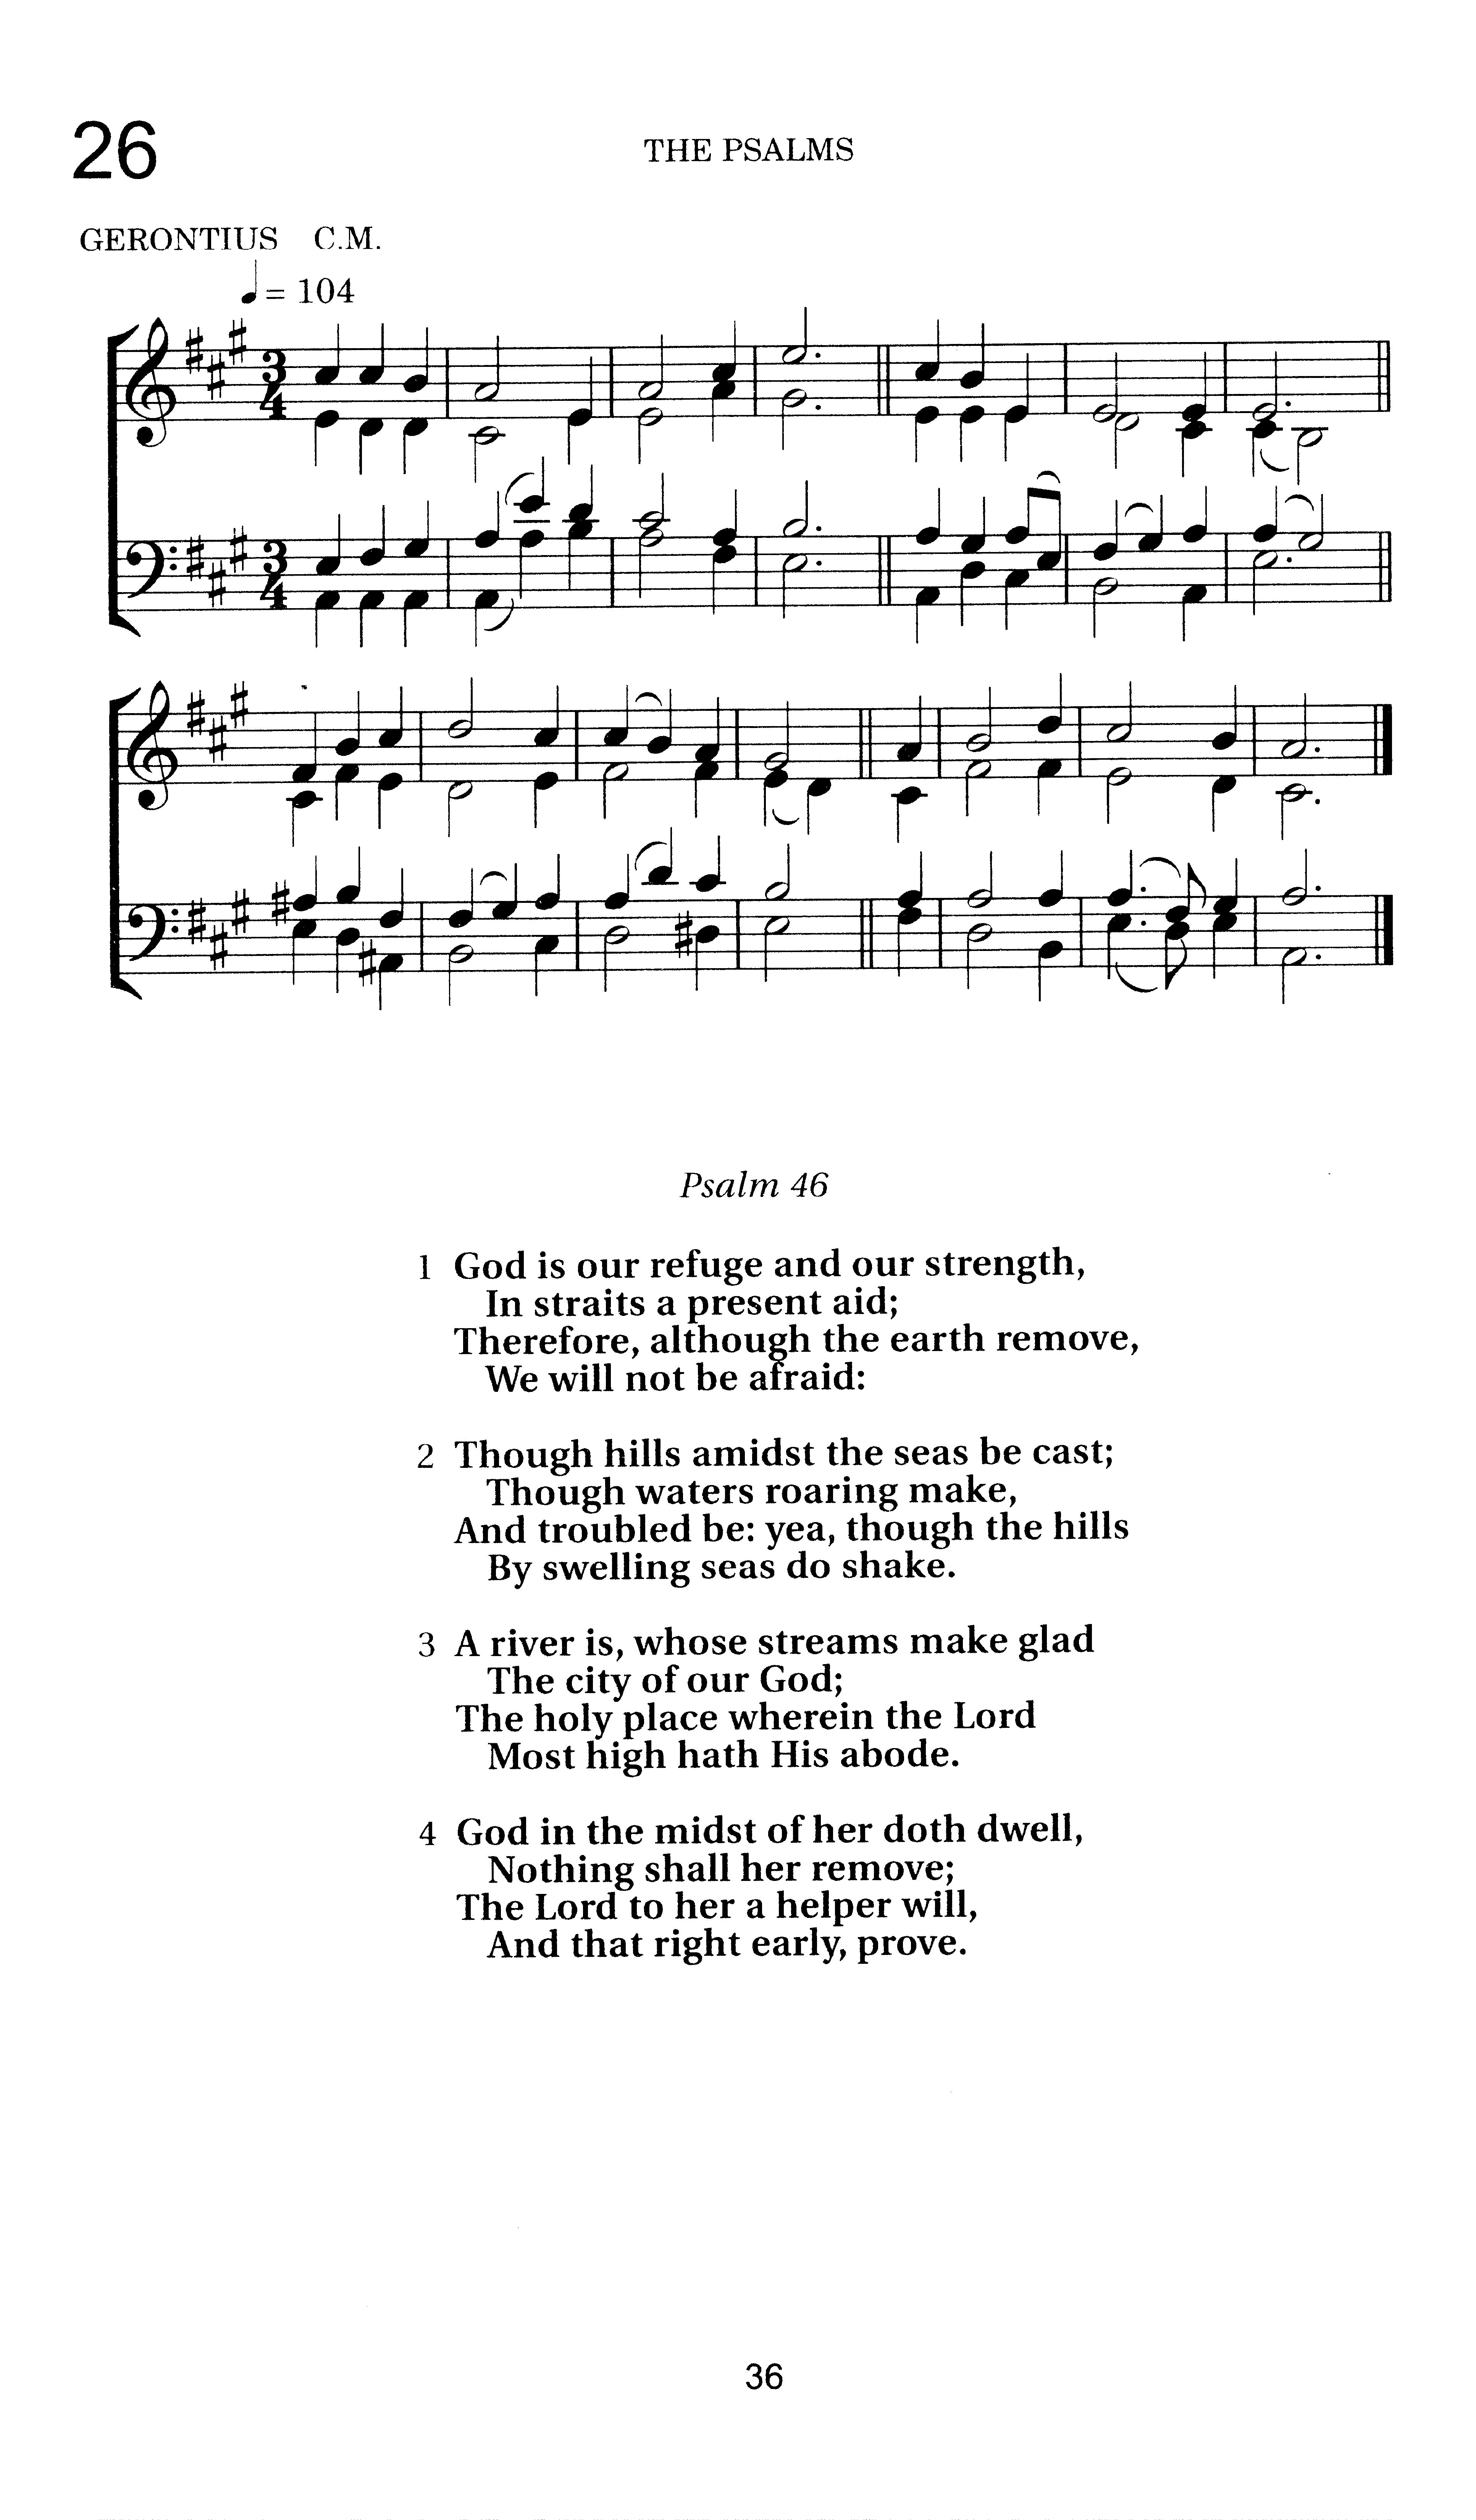 26
THE PSALMS
GERONTIUS C.M.
♩ = 104
3
4
3
4
Psalm 46
1 God is our refuge and our strength,
In straits a present aid;
Therefore, although the earth remove,
We will not be afraid:
2 Though hills amidst the seas be cast;
Though waters roaring make,
And troubled be: yea, though the hills
By swelling seas do shake.
3 A river is, whose streams make glad
The city of our God;
The holy place wherein the Lord
Most high hath His abode.
4 God in the midst of her doth dwell,
Nothing shall her remove;
The Lord to her a helper will,
And that right early, prove.
36